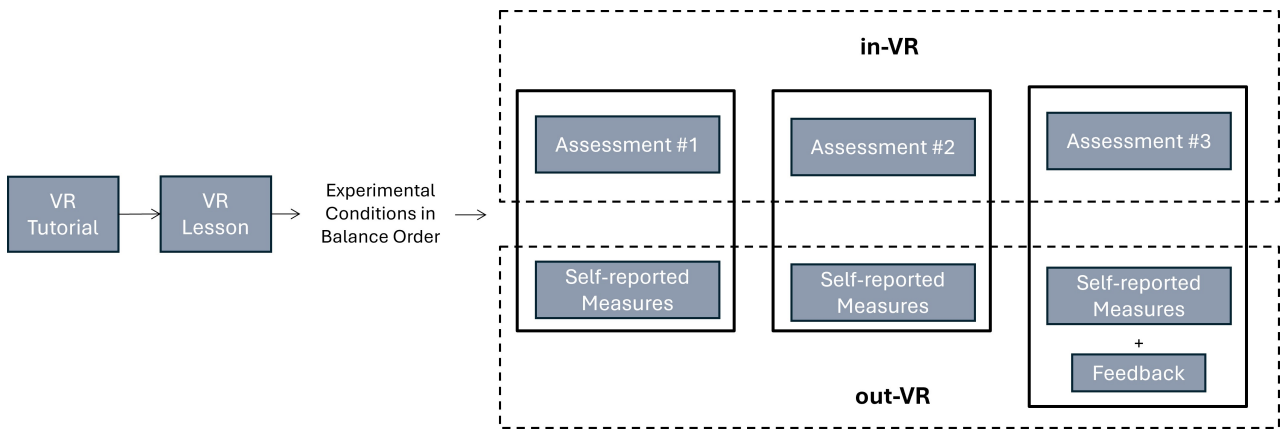 VR
Tutorial
VR
Lesson
Experimental
Conditions in
Balance Order
in-VR
Assessment #1
Assessment #2
Assessment #3
Self-reported
Measures
Self-reported
Measures
Self-reported
Measures
+
Feedback
out-VR